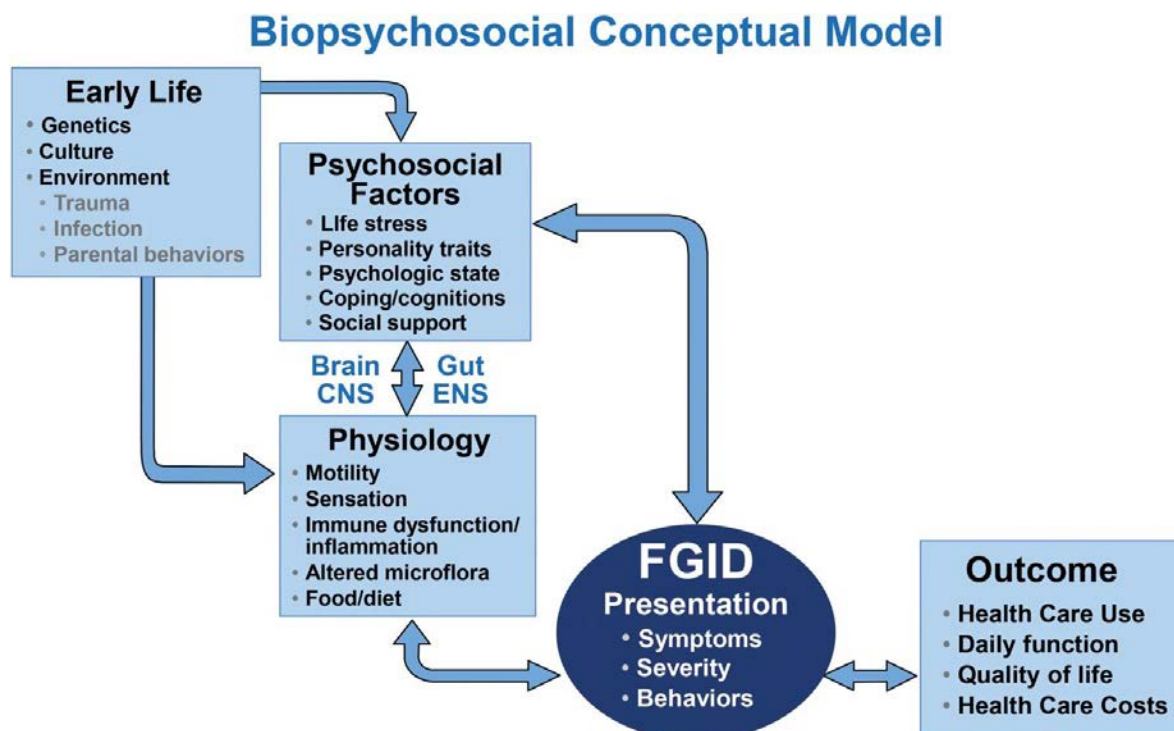 Biopsychosocial Conceptual Model
Early Life
• Genetics
• Culture
• Environment
• Trauma
• Infection
• Parental behaviors
Psychosocial
Factors
• LIfe stress
• Personality traits
• Psychologic state
• Coping/cognitions
• Social support
Brain Gut
CNS ENS
Physiology
• Motility
• Sensation
• Immune dysfunction/
inflammation
• Altered microflora
• Food/diet
FGID
Presentation
• Symptoms
• Severity
• Behaviors
Outcome
• Health Care Use
• Daily function
• Quality of life
• Health Care Costs